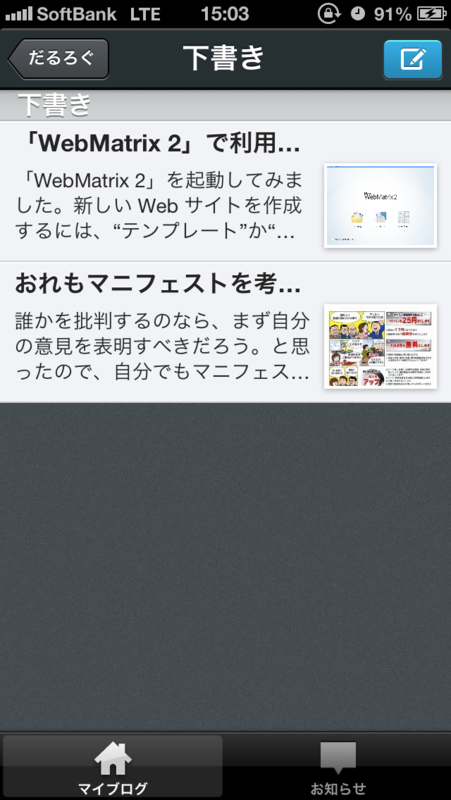 SoftBank LTE 15:03 91%
だるろぐ
下書き
下書き
「WebMatrix 2」で利用…
「WebMatrix 2」を起動してみま
した。新しい Web サイトを作成
するには、“テンプレート”か“…
WebMatrix2
おれもマニフェストを考…
誰かを批判するのなら、まず自分
の意見を表明すべきだろう。と思
ったので、自分でもマニフェス…
マイブログ
お知らせ